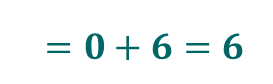 = 0 + 6 = 6